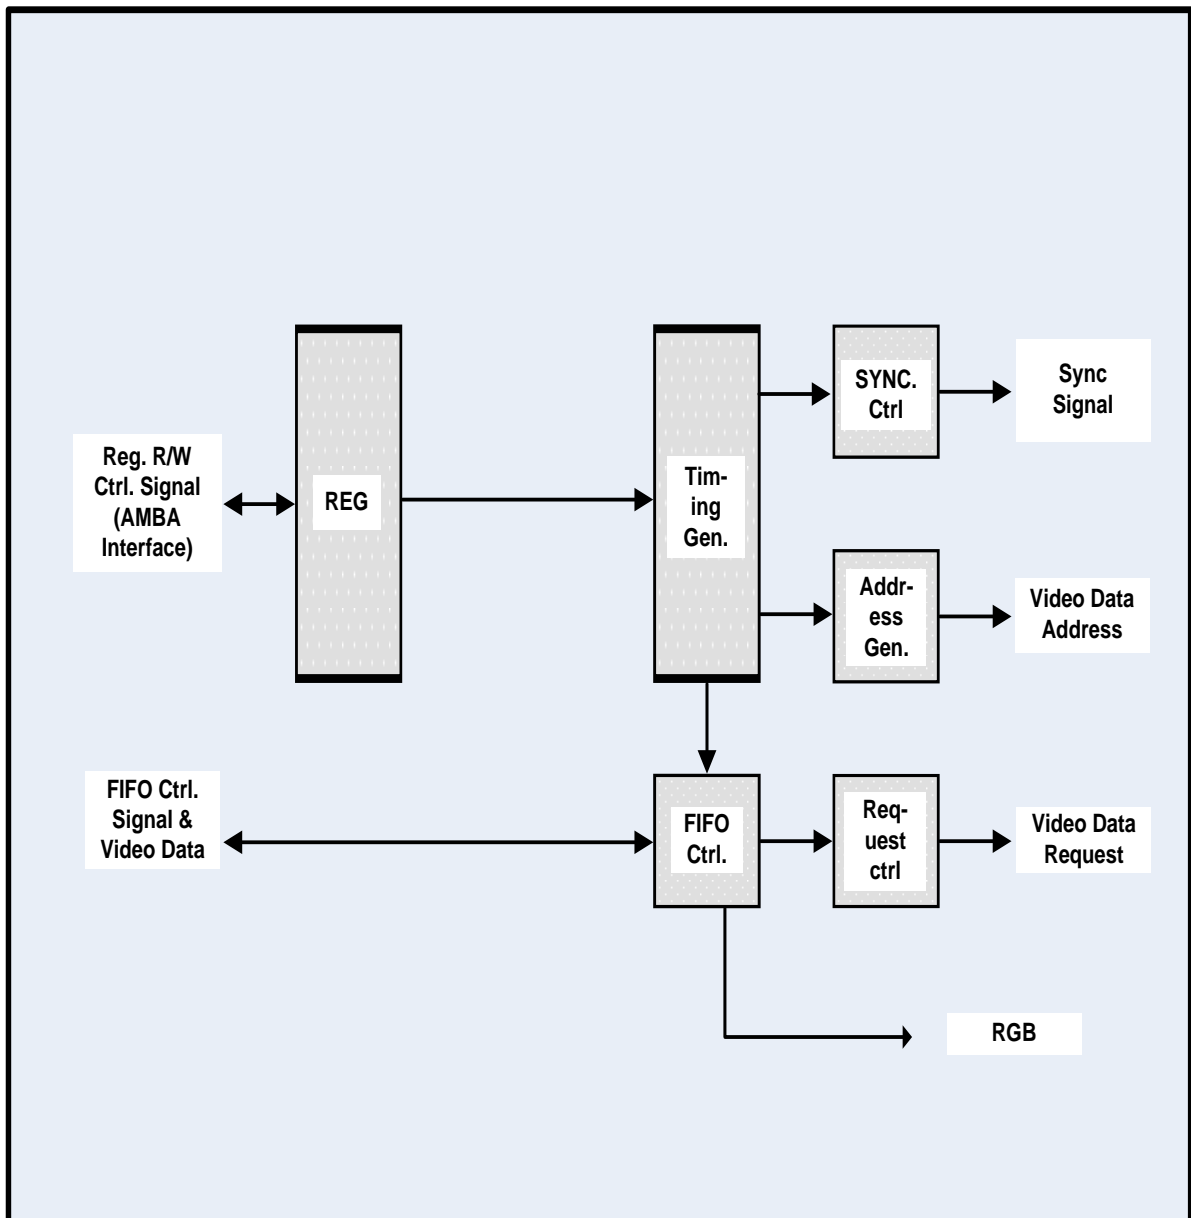 Reg. R/W
Ctrl. Signal
(AMBA
Interface)
REG
Tim-
ing
Gen.
SYNC.
Ctrl
Sync
Signal
Addr-
ess
Gen.
Video Data
Address
FIFO Ctrl.
Signal &
Video Data
FIFO
Ctrl.
Req-
uest
ctrl
Video Data
Request
RGB